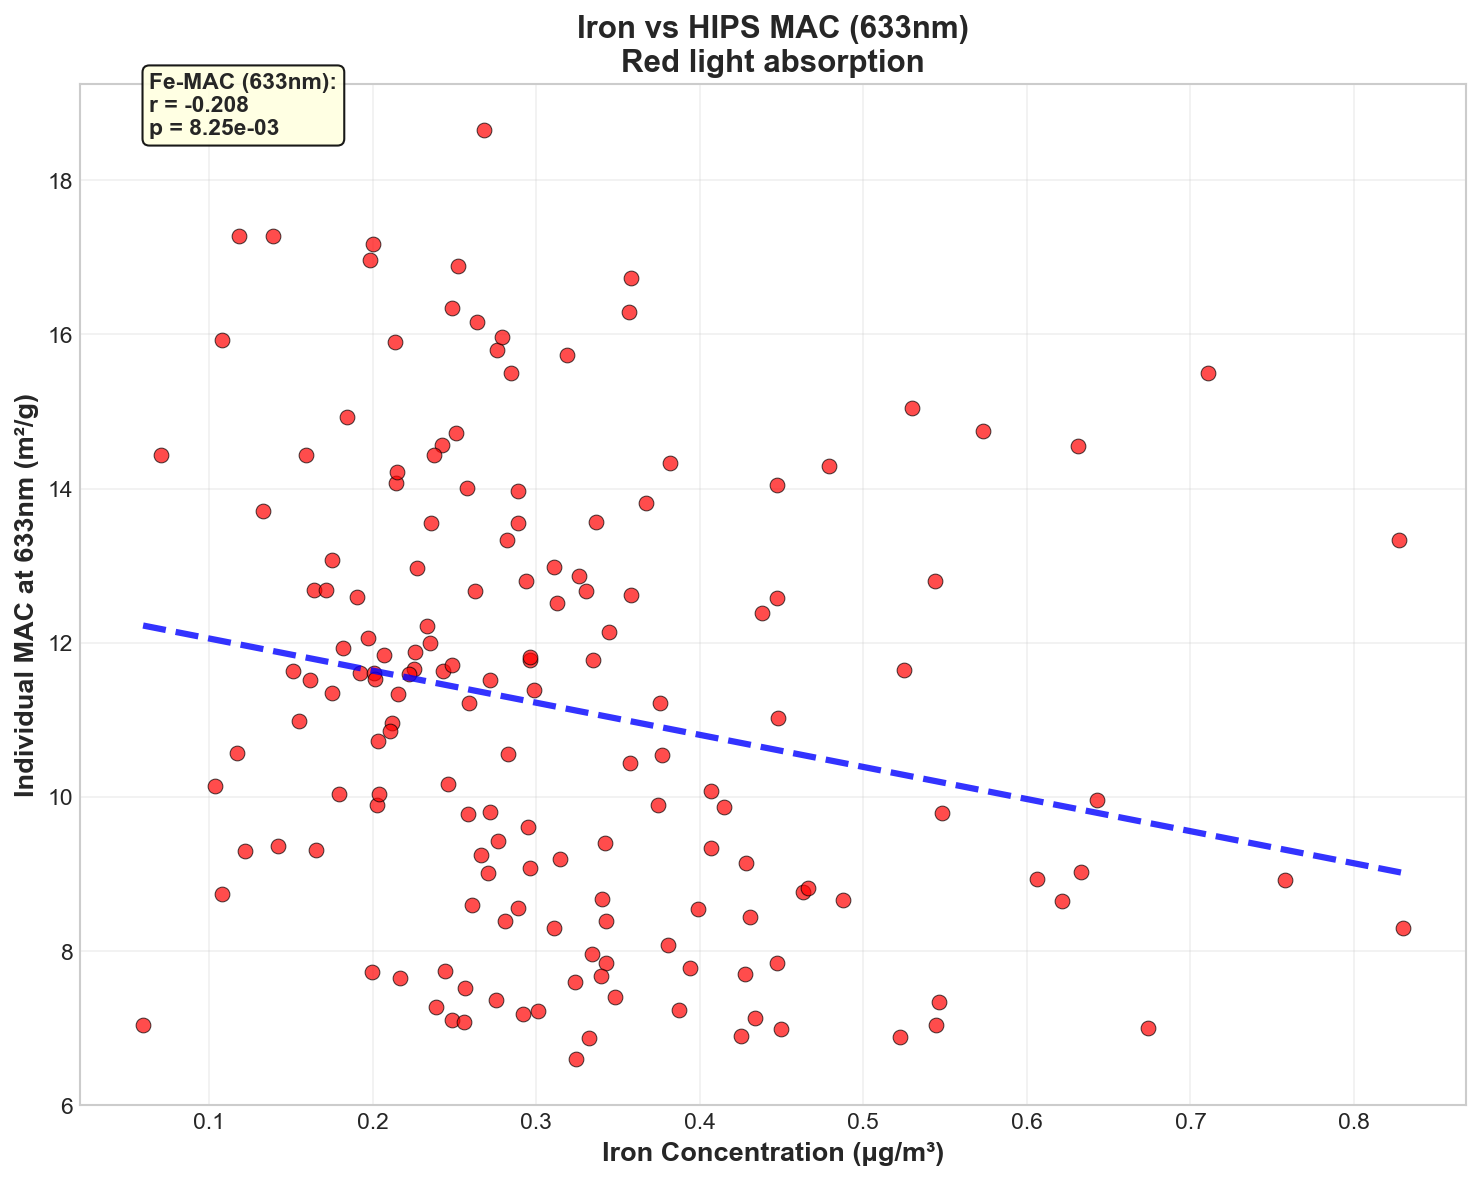 Iron vs HIPS MAC (633nm)
Red light absorption
Fe-MAC (633nm):
r = -0.208
p = 8.25e-03
Individual MAC at 633nm (m²/g)
18
16
14
12
10
8
6
0.1 0.2 0.3 0.4 0.5 0.6 0.7 0.8
Iron Concentration (µg/m³)